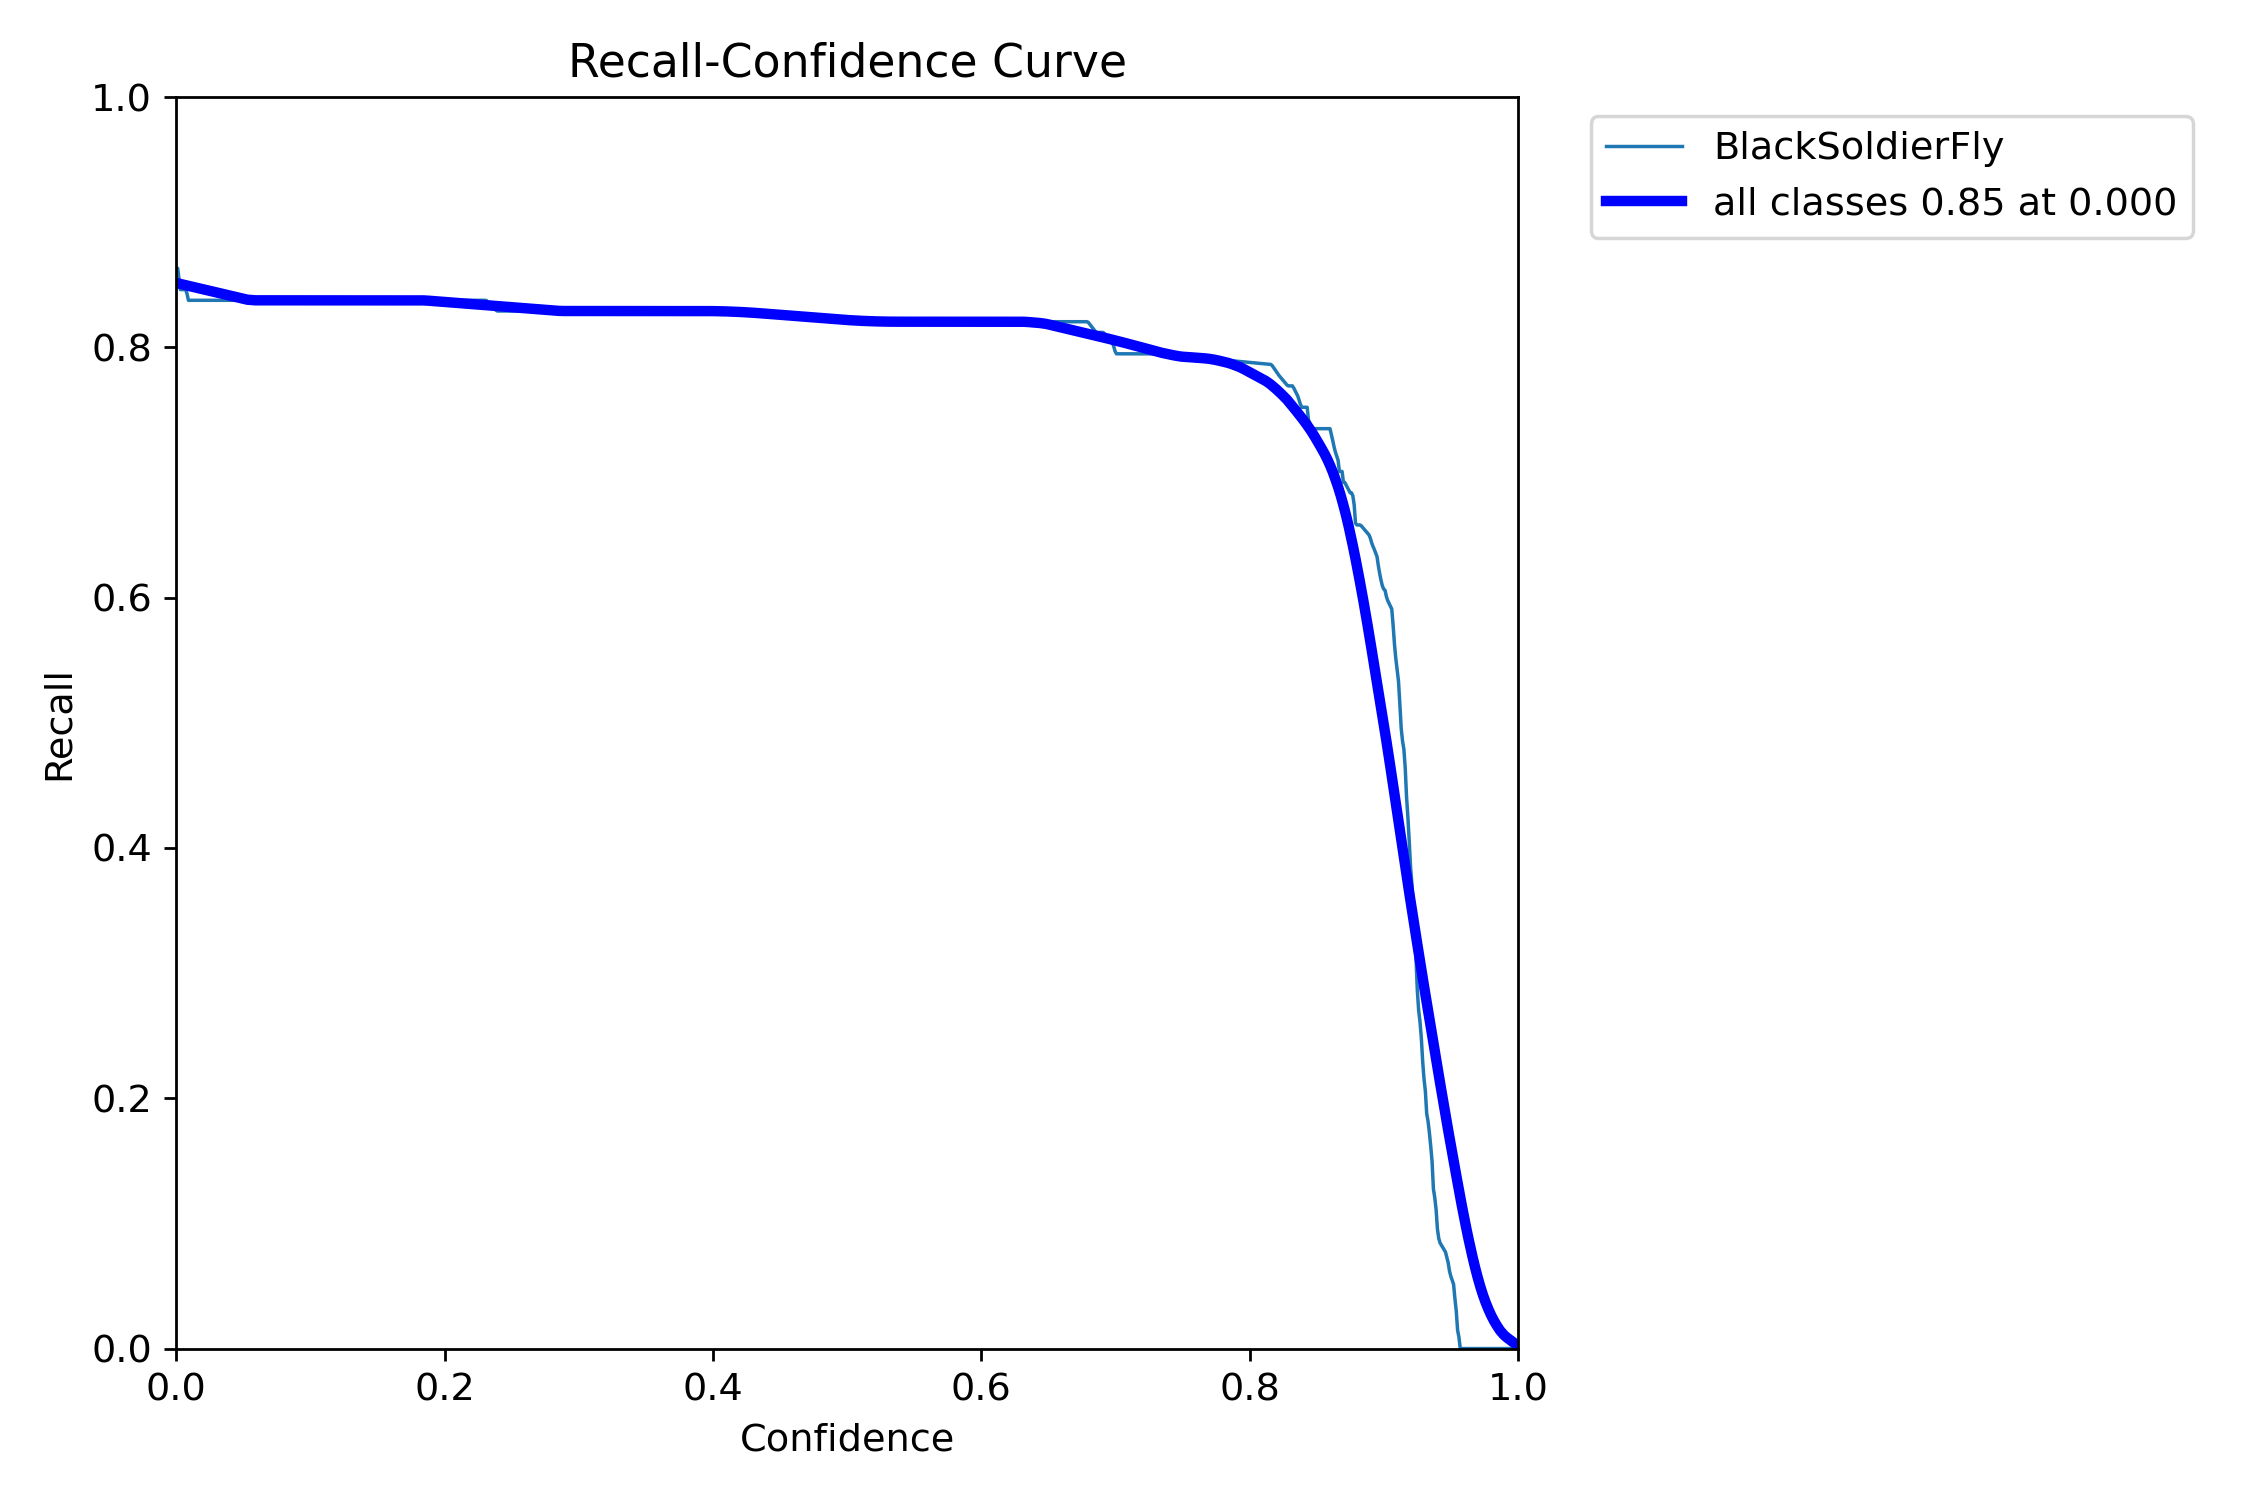 Recall-Confidence Curve
BlackSoldierFly
all classes 0.85 at 0.000
1.0
0.8
0.6
0.4
0.2
0.0
Recall
0.0 0.2 0.4 0.6 0.8 1.0
Confidence